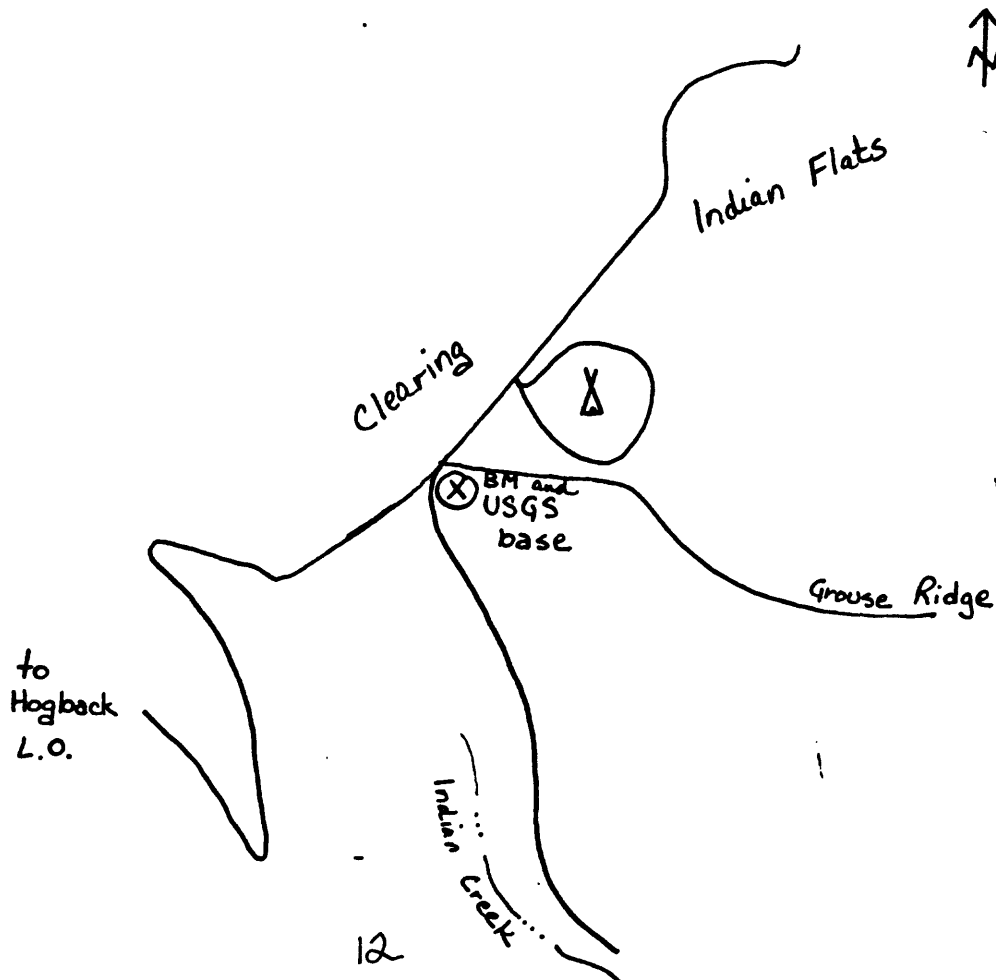 N
Indian Flats
Clearing
BM and
USGS
base
Grouse Ridge
to
Hogback
L.O.
Indian Creek
12